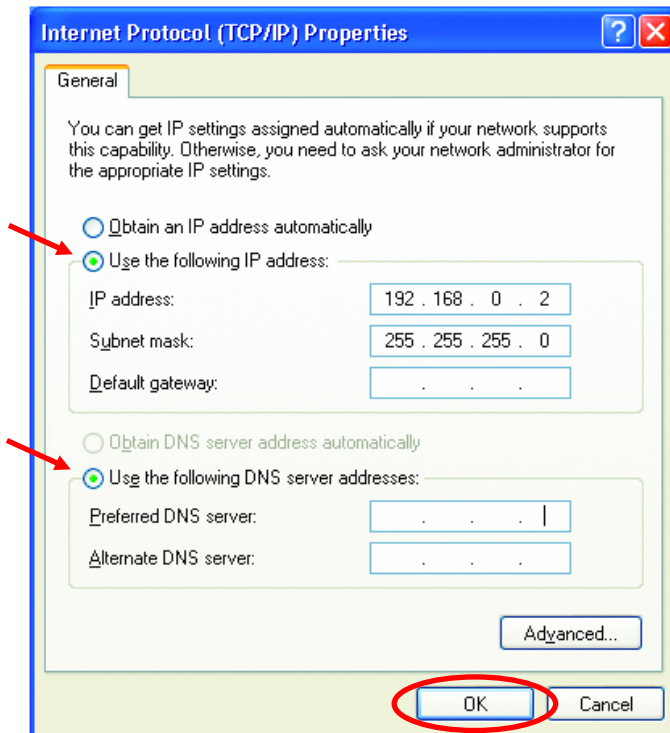 Internet Protocol (TCP/IP) Properties
?
General
You can get IP settings assigned automatically if your network supports
this capability. Otherwise, you need to ask your network administrator for
the appropriate IP settings.
Obtain an IP address automatically
Use the following IP address:
IP address: 192 . 168 . 0 . 2
Subnet mask: 255 . 255 . 255 . 0
Default gateway: . . .
Obtain DNS server address automatically
Use the following DNS server addresses:
Preferred DNS server: . . .
Alternate DNS server: . . .
Advanced...
OK Cancel